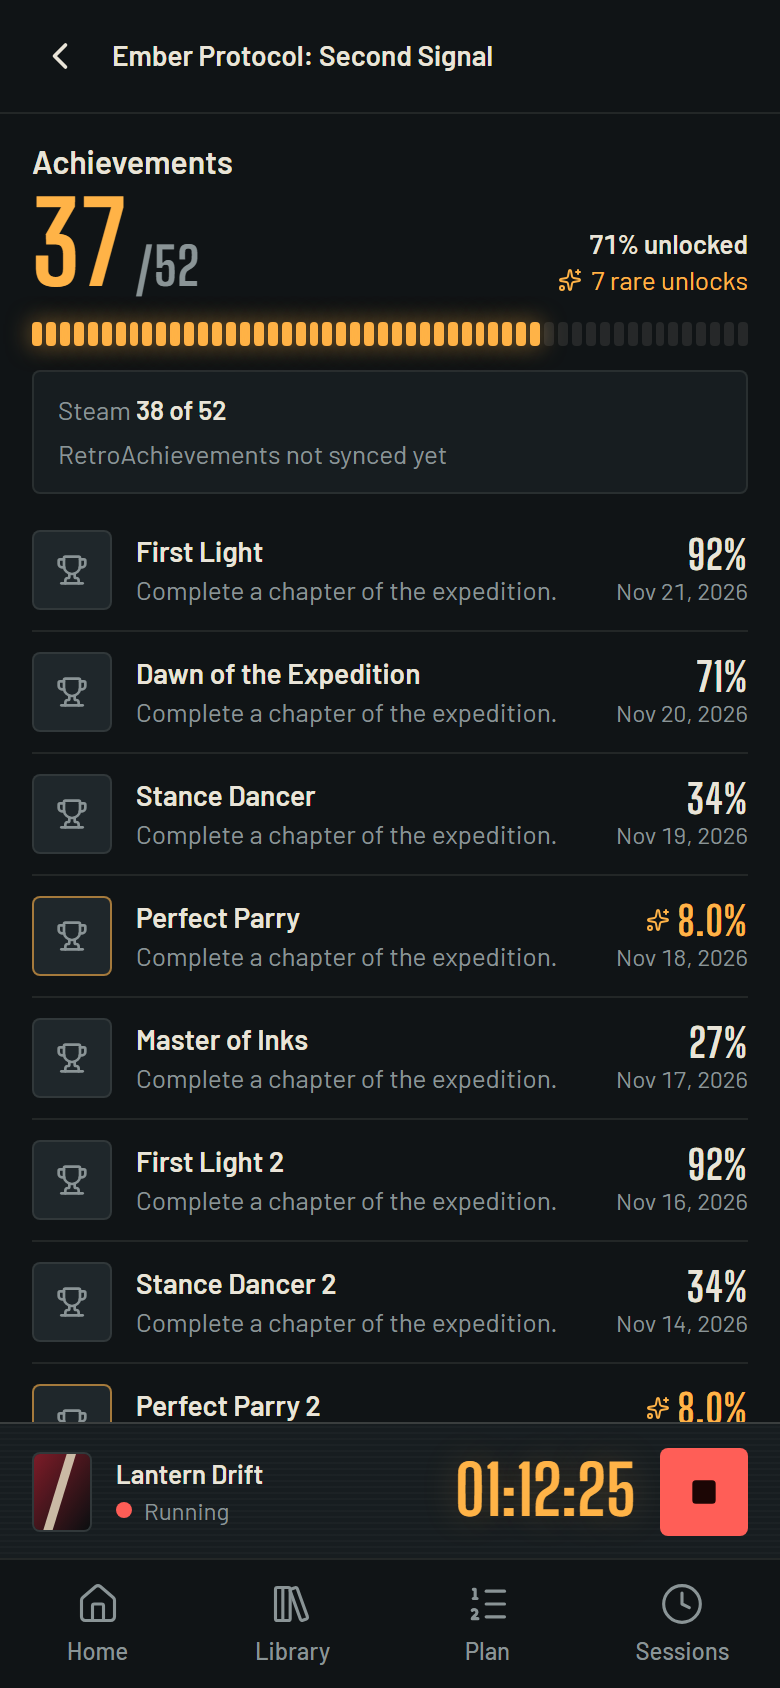 Ember Protocol: Second Signal
Achievements
37 /52
71% unlocked
7 rare unlocks
Steam 38 of 52
RetroAchievements not synced yet
First Light
92%
Complete a chapter of the expedition.
Nov 21, 2026
Dawn of the Expedition
71%
Complete a chapter of the expedition.
Nov 20, 2026
Stance Dancer
34%
Complete a chapter of the expedition.
Nov 19, 2026
Perfect Parry
8.0%
Complete a chapter of the expedition.
Nov 18, 2026
Master of Inks
27%
Complete a chapter of the expedition.
Nov 17, 2026
First Light 2
92%
Complete a chapter of the expedition.
Nov 16, 2026
Stance Dancer 2
34%
Complete a chapter of the expedition.
Nov 14, 2026
Perfect Parry 2
8.0%
Lantern Drift
Running
01:12:25
Home
Library
Plan
Sessions